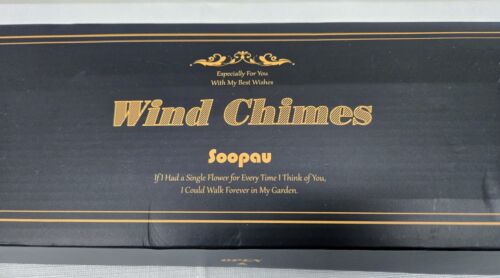 Especially For You
With My Best Wishes
Wind Chimes
Soopau
If I Had a Single Flower for Every Time I Think of You,
I Could Walk Forever in My Garden.
OPEN